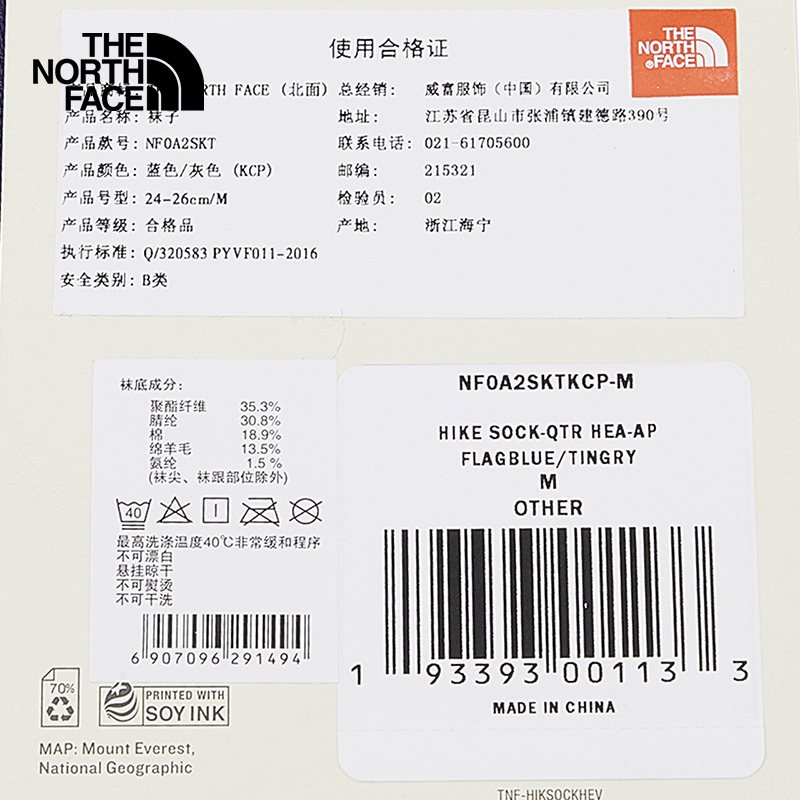 THE
NORTH
FACE
使用合格证
THE
NORTH
FACE
RTH FACE (北面)
产品名称: 袜子
产品款号: NF0A2SKT
产品颜色: 蓝色/灰色 (KCP)
产品号型: 24-26cm/M
产品等级: 合格品
执行标准: Q/320583 PYVF011-2016
安全类别: B类
总经销: 威富服饰 (中国) 有限公司
地址: 江苏省昆山市张浦镇建德路390号
联系电话: 021-61705600
邮编: 215321
检验员: 02
产地: 浙江海宁
袜底成分:
聚酯纤维 35.3%
腈纶 30.8%
棉 18.9%
绵羊毛 13.5%
氨纶 1.5 %
(袜尖、袜跟部位除外)
40
最高洗涤温度40℃非常缓和程序
不可漂白
悬挂晾干
不可熨烫
不可干洗
6 907096 291494
NF0A2SKTKCP-M
HIKE SOCK-QTR HEA-AP
FLAGBLUE/TINGRY
M
OTHER
1 93393 00113 3
MADE IN CHINA
70%
PRINTED WITH
SOY INK
MAP: Mount Everest,
National Geographic
TNF-HIKSOCKHEV